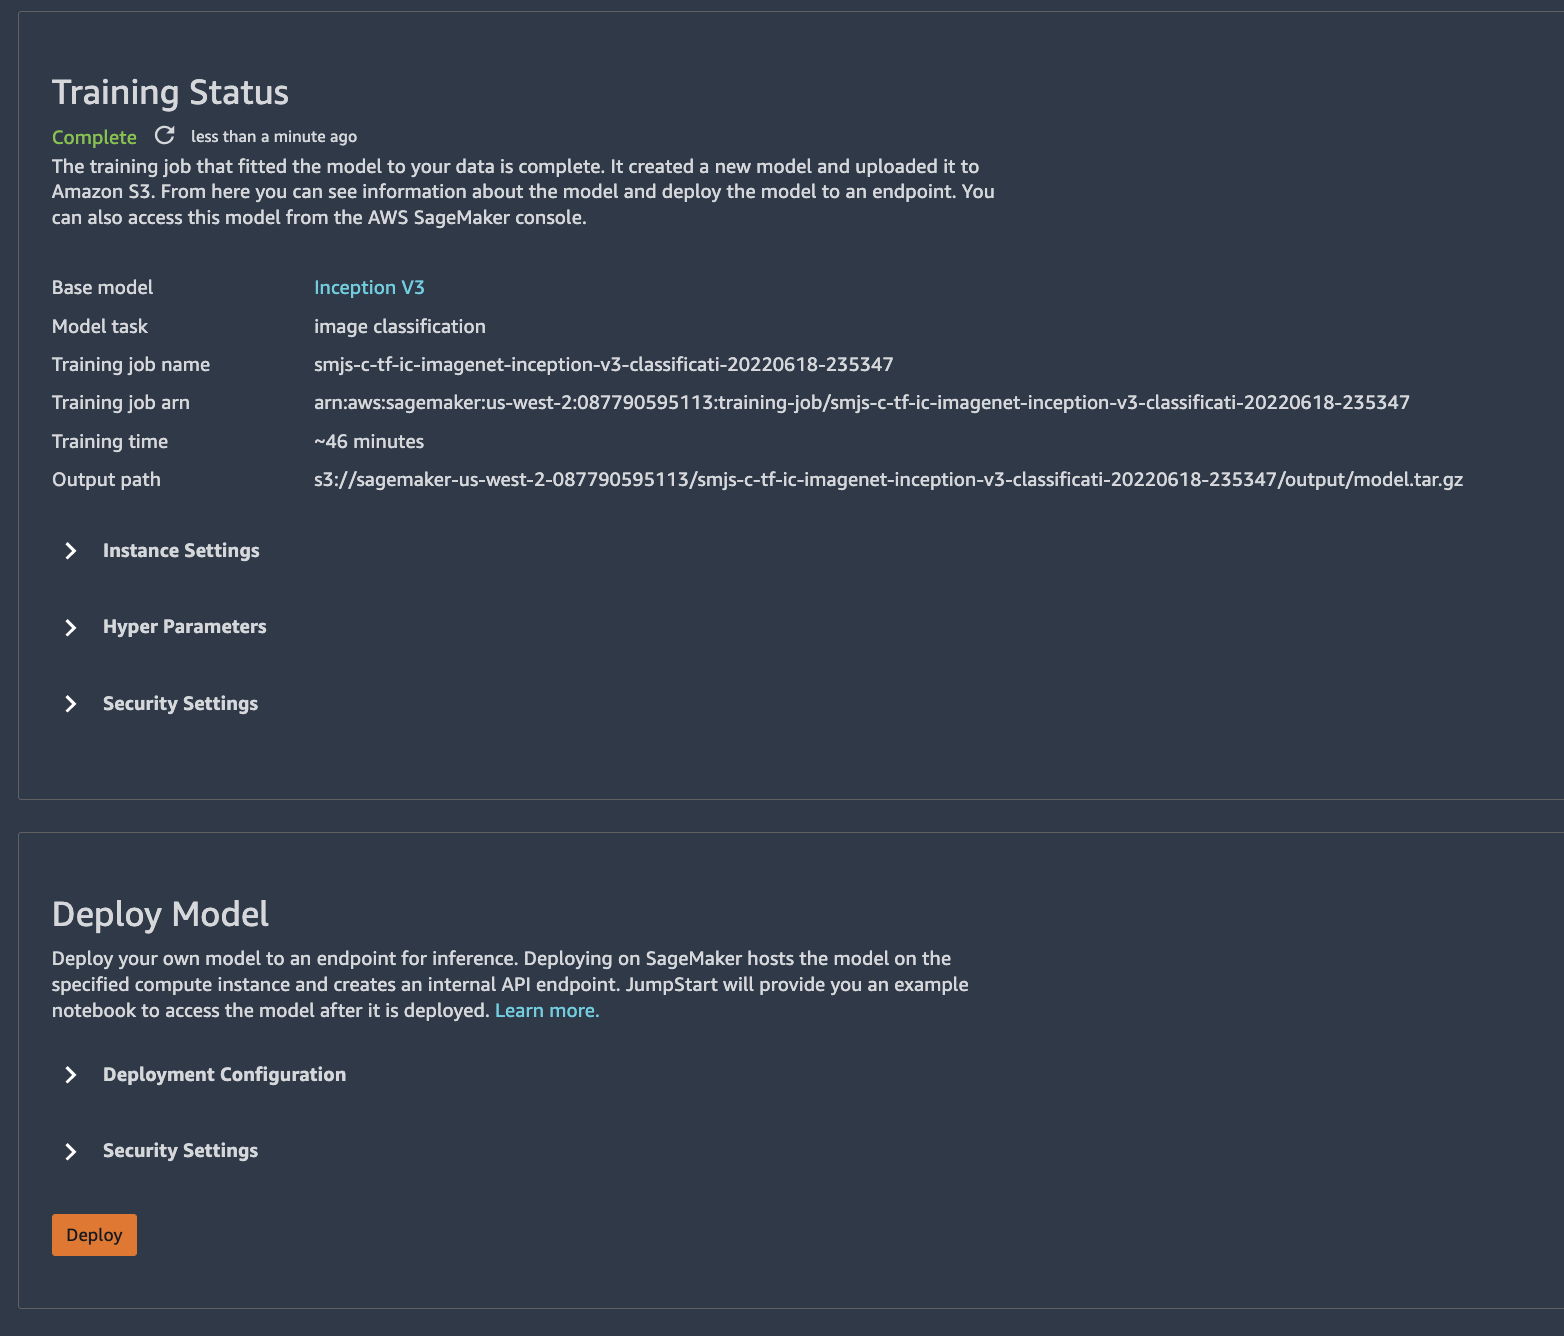 Training Status
Complete less than a minute ago
The training job that fitted the model to your data is complete. It created a new model and uploaded it to
Amazon S3. From here you can see information about the model and deploy the model to an endpoint. You
can also access this model from the AWS SageMaker console.
Base model Inception V3
Model task image classification
Training job name smjs-c-tf-ic-imagenet-inception-v3-classificati-20220618-235347
Training job arn arn:aws:sagemaker:us-west-2:087790595113:training-job/smjs-c-tf-ic-imagenet-inception-v3-classificati-20220618-235347
Training time ~46 minutes
Output path s3://sagemaker-us-west-2-087790595113/smjs-c-tf-ic-imagenet-inception-v3-classificati-20220618-235347/output/model.tar.gz
Instance Settings
Hyper Parameters
Security Settings
Deploy Model
Deploy your own model to an endpoint for inference. Deploying on SageMaker hosts the model on the
specified compute instance and creates an internal API endpoint. JumpStart will provide you an example
notebook to access the model after it is deployed. Learn more.
Deployment Configuration
Security Settings
Deploy